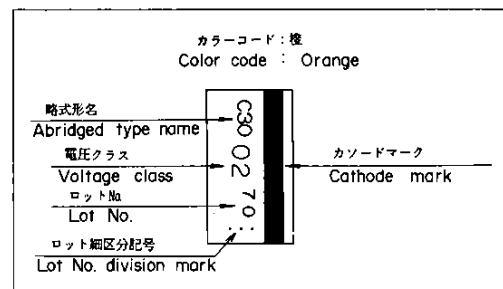 カラーコード：橙
Color code : Orange
略式形名
Abridged type name
電圧クラス
Voltage class
ロットNo.
Lot No.
ロット細区分記号
Lot No. division mark
C30 02 70 ...
カソードマーク
Cathode mark